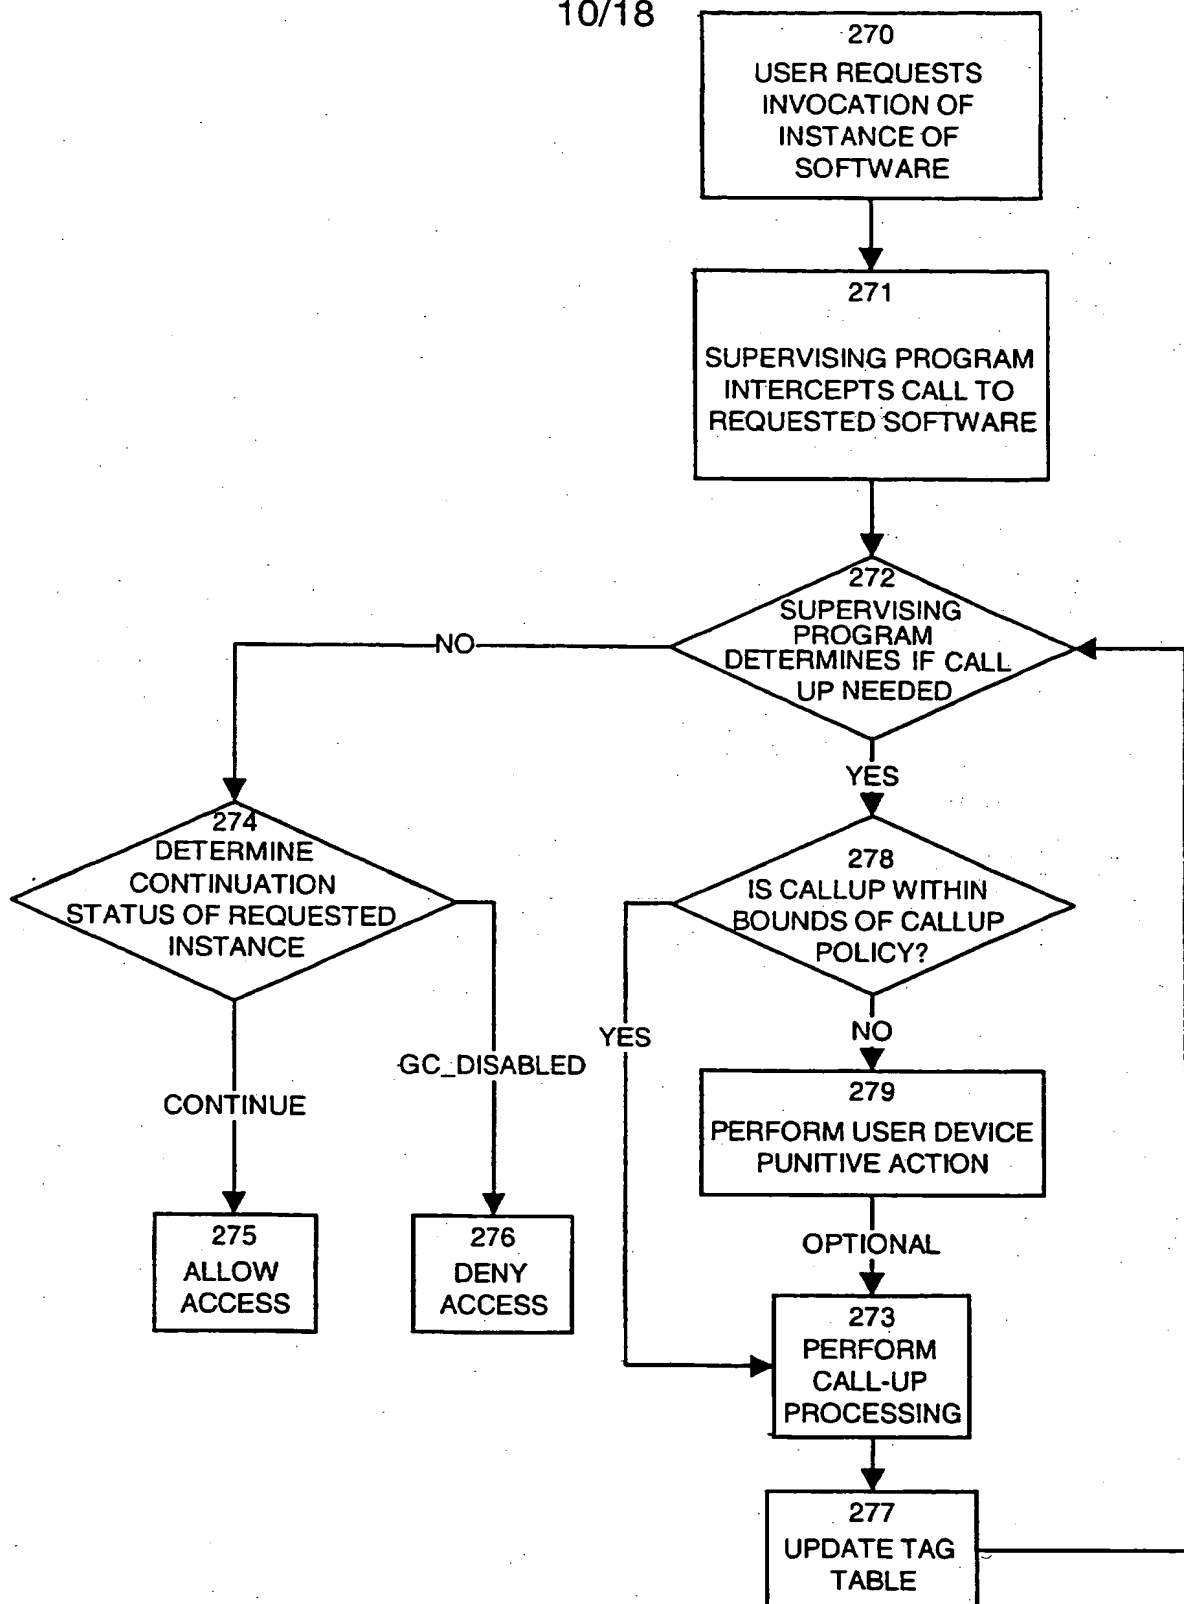 10/18
270
USER REQUESTS
INVOCATION OF
INSTANCE OF
SOFTWARE
271
SUPERVISING PROGRAM
INTERCEPTS CALL TO
REQUESTED SOFTWARE
272
SUPERVISING
PROGRAM
DETERMINES IF CALL
UP NEEDED
NO
YES
274
DETERMINE
CONTINUATION
STATUS OF REQUESTED
INSTANCE
278
IS CALLUP WITHIN
BOUNDS OF CALLUP
POLICY?
YES
NO
GC_DISABLED
CONTINUE
279
PERFORM USER DEVICE
PUNITIVE ACTION
OPTIONAL
275
ALLOW
ACCESS
276
DENY
ACCESS
273
PERFORM
CALL-UP
PROCESSING
277
UPDATE TAG
TABLE